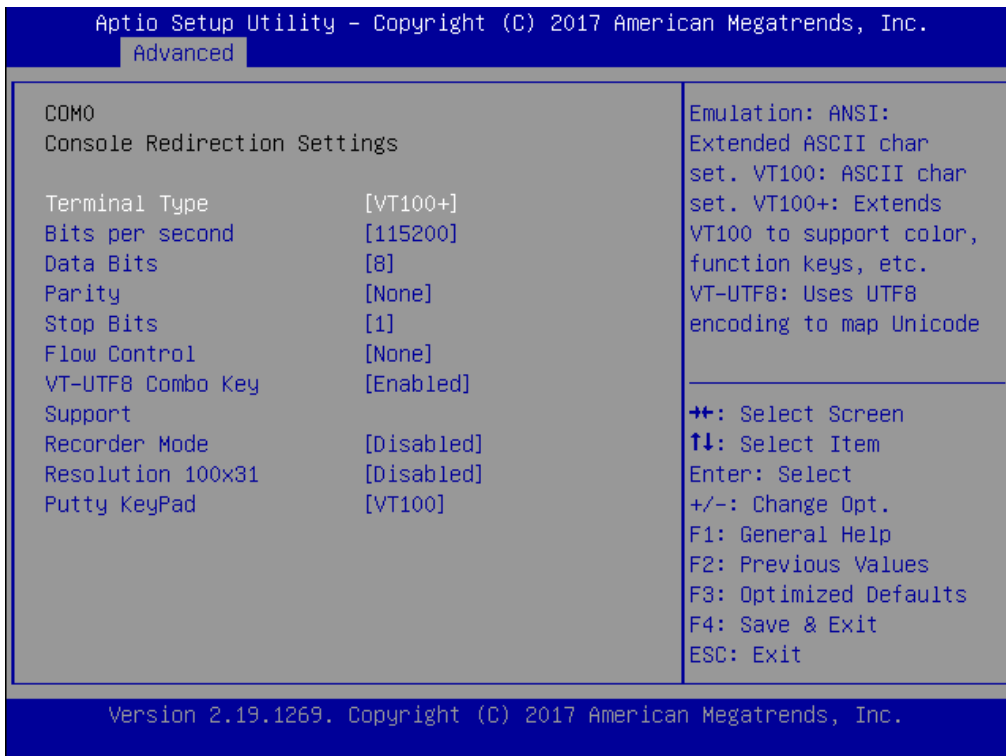 Aptio Setup Utility – Copyright (C) 2017 American Megatrends, Inc.
Advanced
COM0
Console Redirection Settings
Terminal Type [VT100+]
Bits per second [115200]
Data Bits [8]
Parity [None]
Stop Bits [1]
Flow Control [None]
VT-UTF8 Combo Key [Enabled]
Support
Recorder Mode [Disabled]
Resolution 100x31 [Disabled]
Putty KeyPad [VT100]
Emulation: ANSI:
Extended ASCII char
set. VT100: ASCII char
set. VT100+: Extends
VT100 to support color,
function keys, etc.
VT-UTF8: Uses UTF8
encoding to map Unicode
→←: Select Screen
↑↓: Select Item
Enter: Select
+/-: Change Opt.
F1: General Help
F2: Previous Values
F3: Optimized Defaults
F4: Save & Exit
ESC: Exit
Version 2.19.1269. Copyright (C) 2017 American Megatrends, Inc.